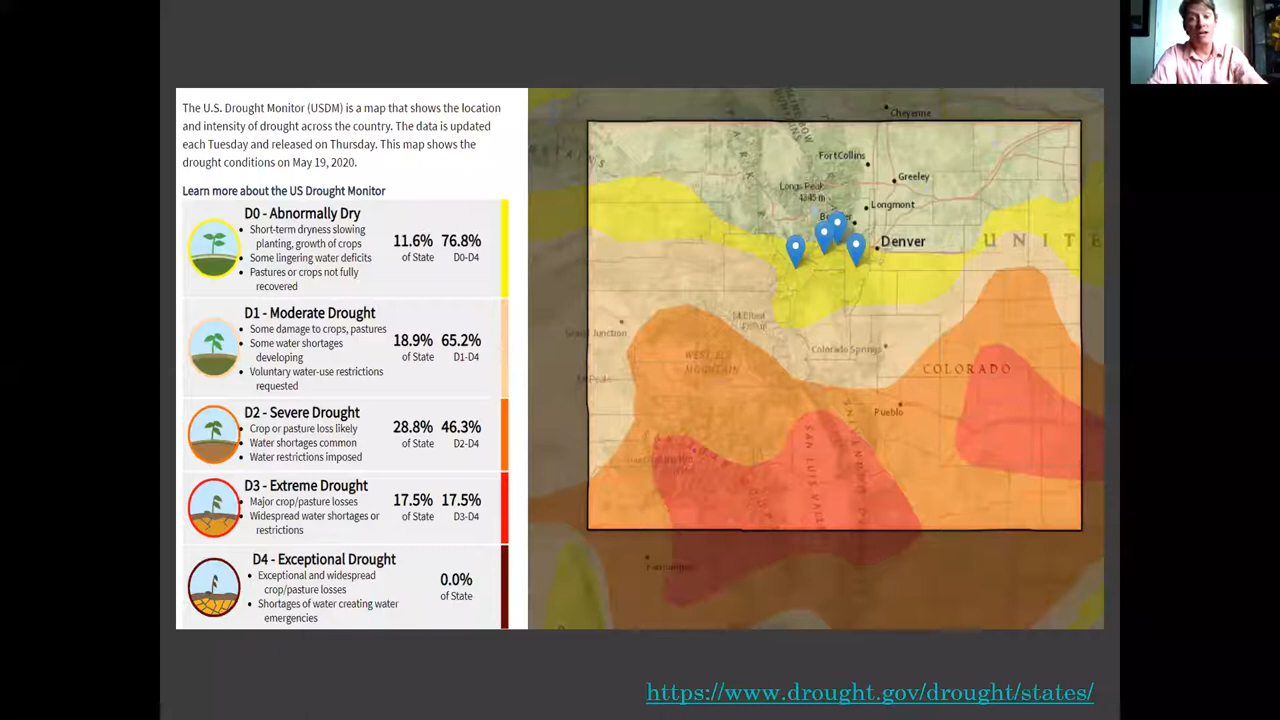 The U.S. Drought Monitor (USDM) is a map that shows the location
and intensity of drought across the country. The data is updated
each Tuesday and released on Thursday. This map shows the
drought conditions on May 19, 2020.
Learn more about the US Drought Monitor
D0 - Abnormally Dry
Short-term dryness slowing
planting, growth of crops
Some lingering water deficits
Pastures or crops not fully
recovered
11.6% 76.8%
of State D0-D4
D1 - Moderate Drought
Some damage to crops, pastures
Some water shortages
developing
Voluntary water-use restrictions
requested
18.9% 65.2%
of State D1-D4
D2 - Severe Drought
Crop or pasture loss likely
Water shortages common
Water restrictions imposed
28.8% 46.3%
of State D2-D4
D3 - Extreme Drought
Major crop/pasture losses
Widespread water shortages or
restrictions
17.5% 17.5%
of State D3-D4
D4 - Exceptional Drought
Exceptional and widespread
crop/pasture losses
Shortages of water creating water
emergencies
0.0%
of State
Cheyenne
Fort Collins
Greeley
Longs Peak
Longmont
Denver
UNITE
Grand Junction
Mt Elbert
Colorado Springs
WEST ELK
MOUNTAIN
COLORADO
Pueblo
SAN LUIS VALLE
Farmington
https://www.drought.gov/drought/states/